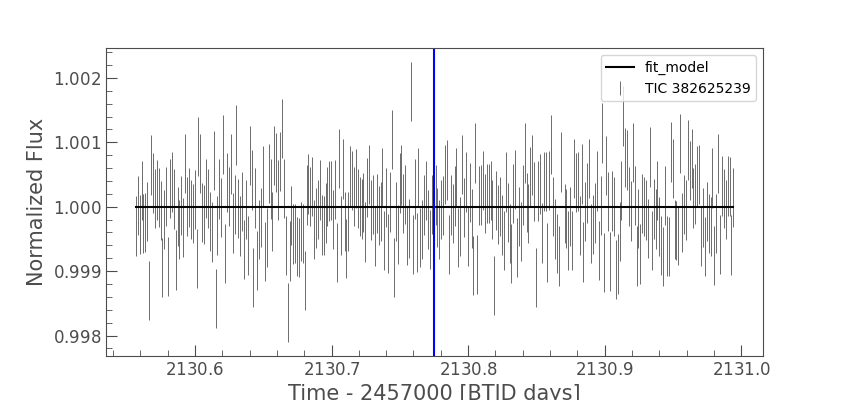 fit_model
TIC 382625239
1.002
1.001
1.000
0.999
0.998
Normalized Flux
2130.6 2130.7 2130.8 2130.9 2131.0
Time - 2457000 [BTJD days]